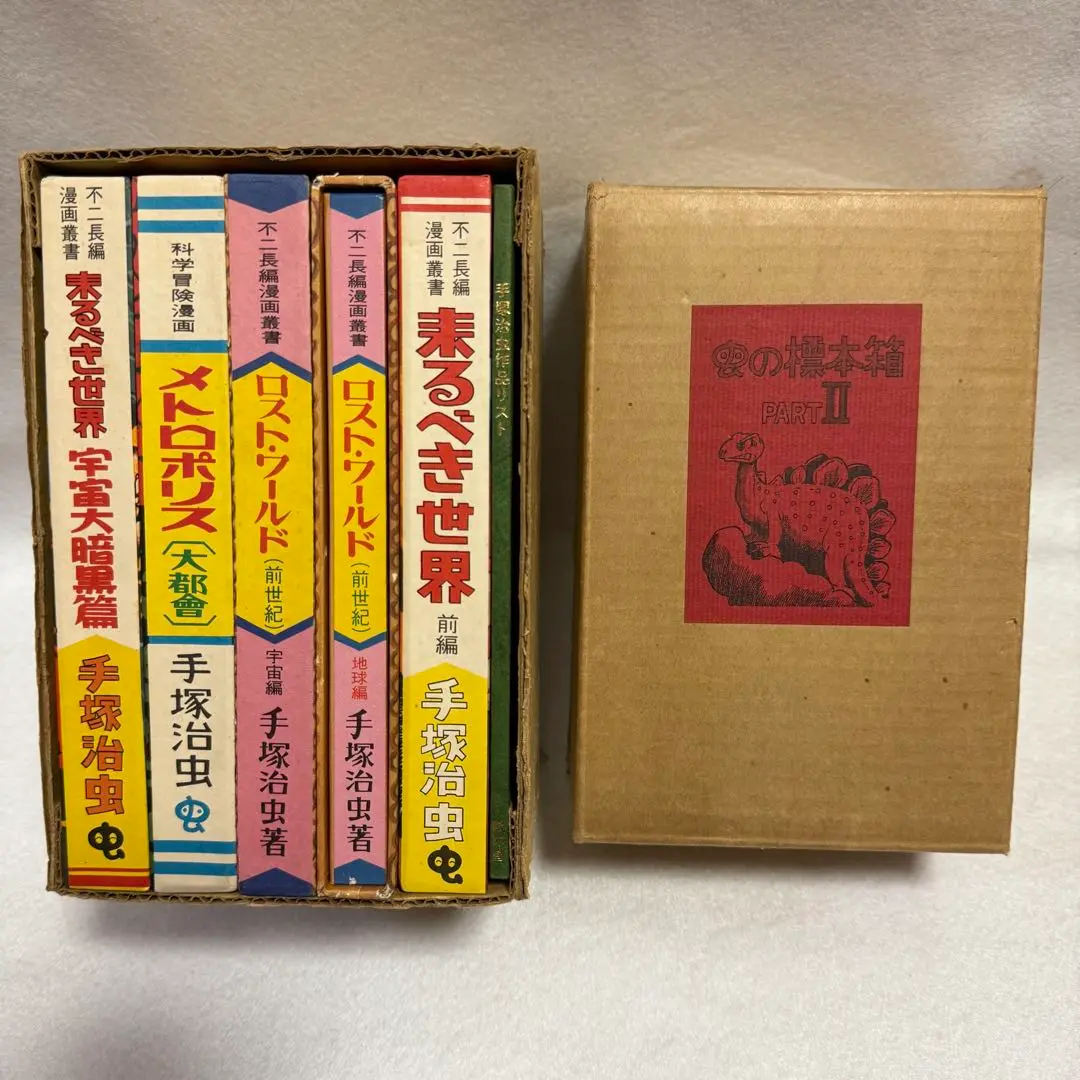 不二長編
漫画叢書
来るべき世界 宇宙大暗黒篇
手塚治虫
虫
科学冒険漫画
メトロポリス
(大都會)
手塚治虫
虫
不二長編漫画叢書
ロスト・ワールド
(前世紀)
宇宙編
手塚治虫著
不二長編漫画叢書
ロスト・ワールド
(前世紀)
地球編
手塚治虫著
不二長編
漫画叢書
来るべき世界
前編
手塚治虫
虫
手塚治虫作品リスト
虫の標本箱
PART II